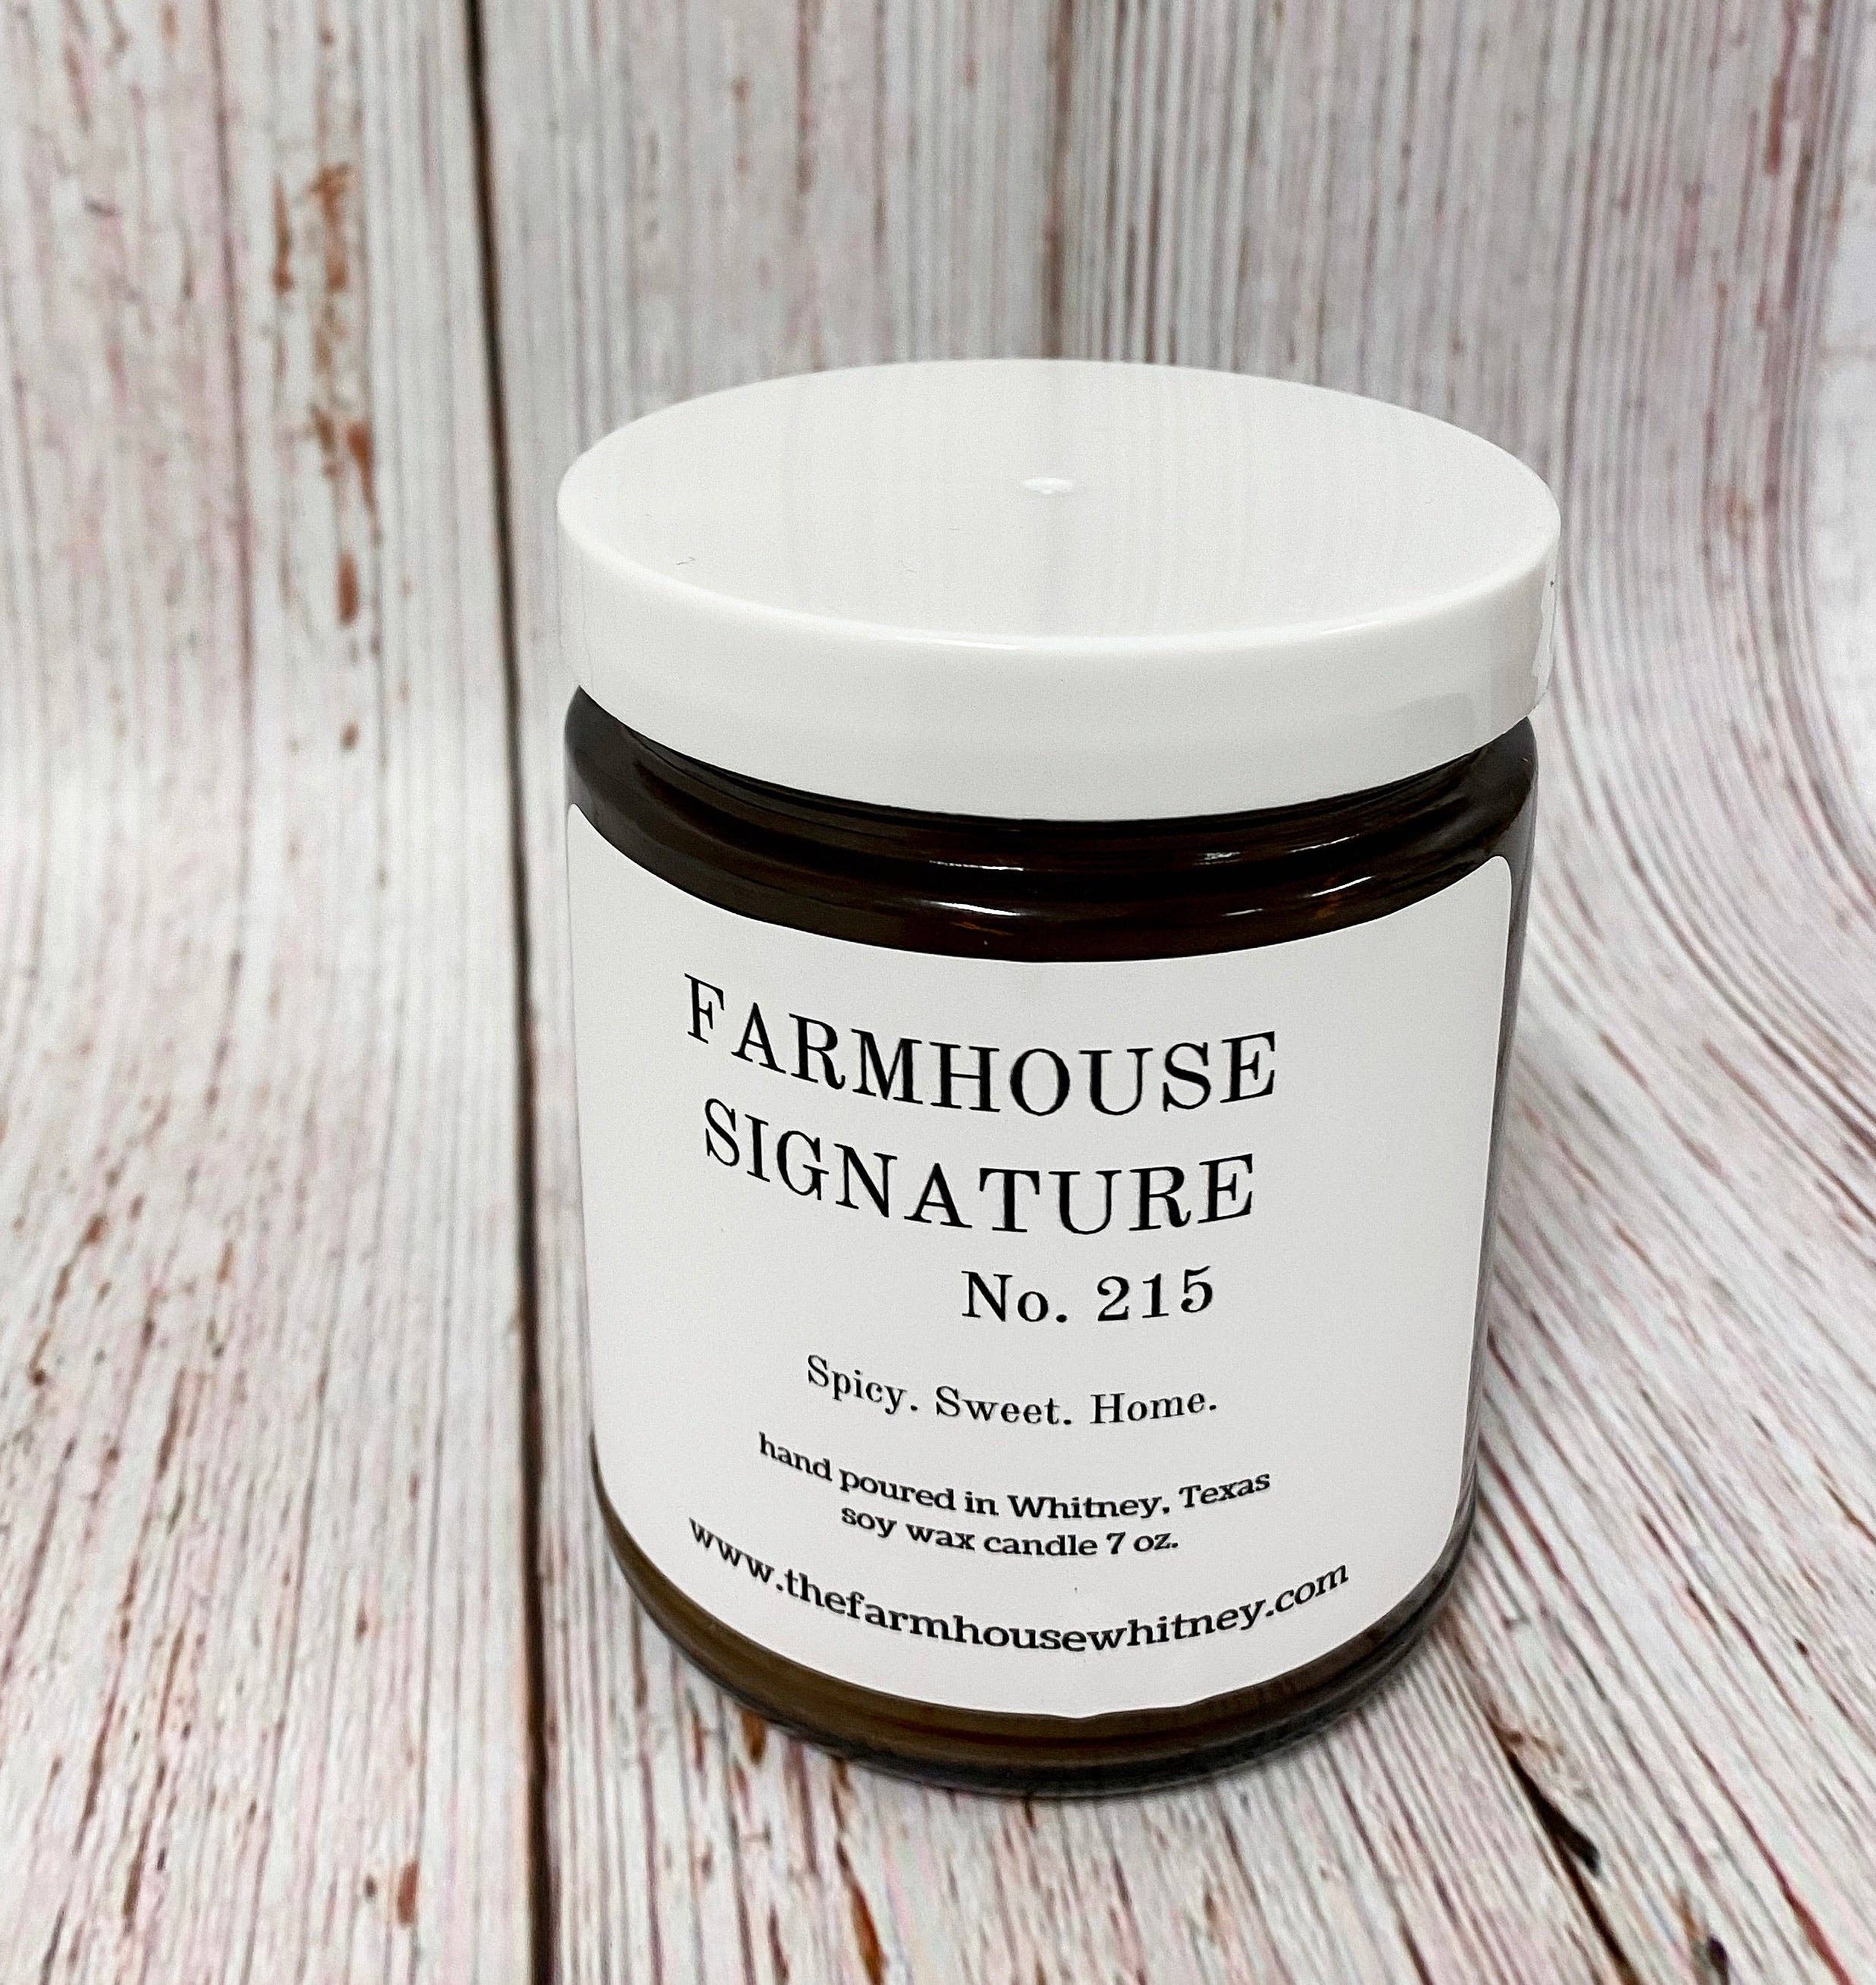 FARMHOUSE
SIGNATURE
No. 215
Spicy. Sweet. Home.
hand poured in Whitney, Texas
soy wax candle 7 oz.
www.thefarmhousewhitney.com